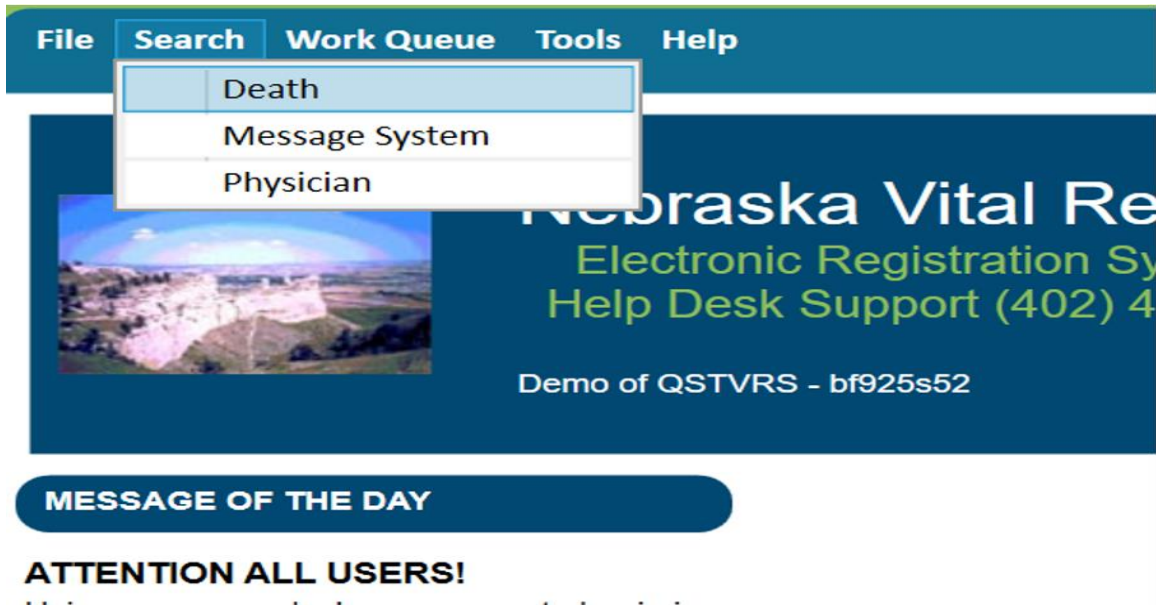 File Search Work Queue Tools Help
Death
Message System
Physician
Nebraska Vital Re
Electronic Registration Sy
Help Desk Support (402) 4
Demo of QSTVRS - bf925s52
MESSAGE OF THE DAY
ATTENTION ALL USERS!